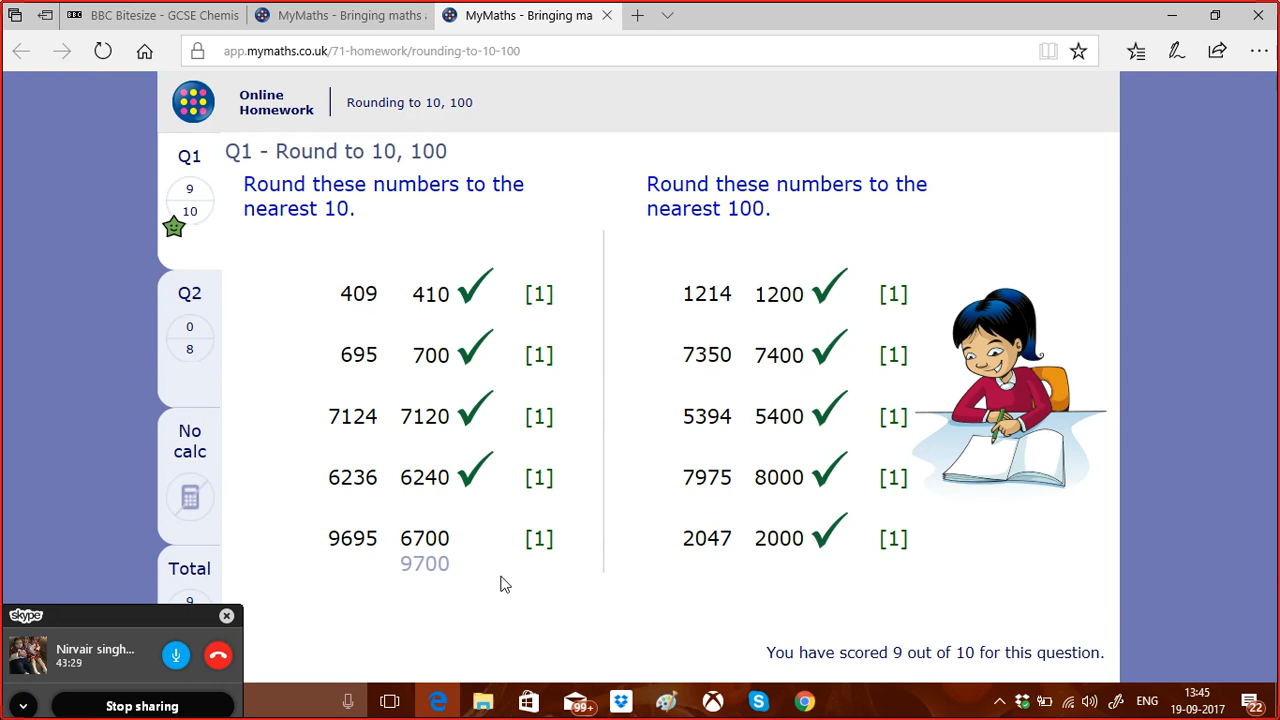 BBC BBC Bitesize - GCSE Chemis
MyMaths - Bringing maths a
MyMaths - Bringing ma
app.mymaths.co.uk/71-homework/rounding-to-10-100
Online
Homework
Rounding to 10, 100
Q1
9
10
Q2
0
8
No
calc
Total
9
Q1 - Round to 10, 100
Round these numbers to the
nearest 10.
409 410 [1]
695 700 [1]
7124 7120 [1]
6236 6240 [1]
9695 6700 [1]
9700
Round these numbers to the
nearest 100.
1214 1200 [1]
7350 7400 [1]
5394 5400 [1]
7975 8000 [1]
2047 2000 [1]
You have scored 9 out of 10 for this question.
skype
Nirvair singh...
43:29
Stop sharing
99+
ENG
13:45
19-09-2017
22